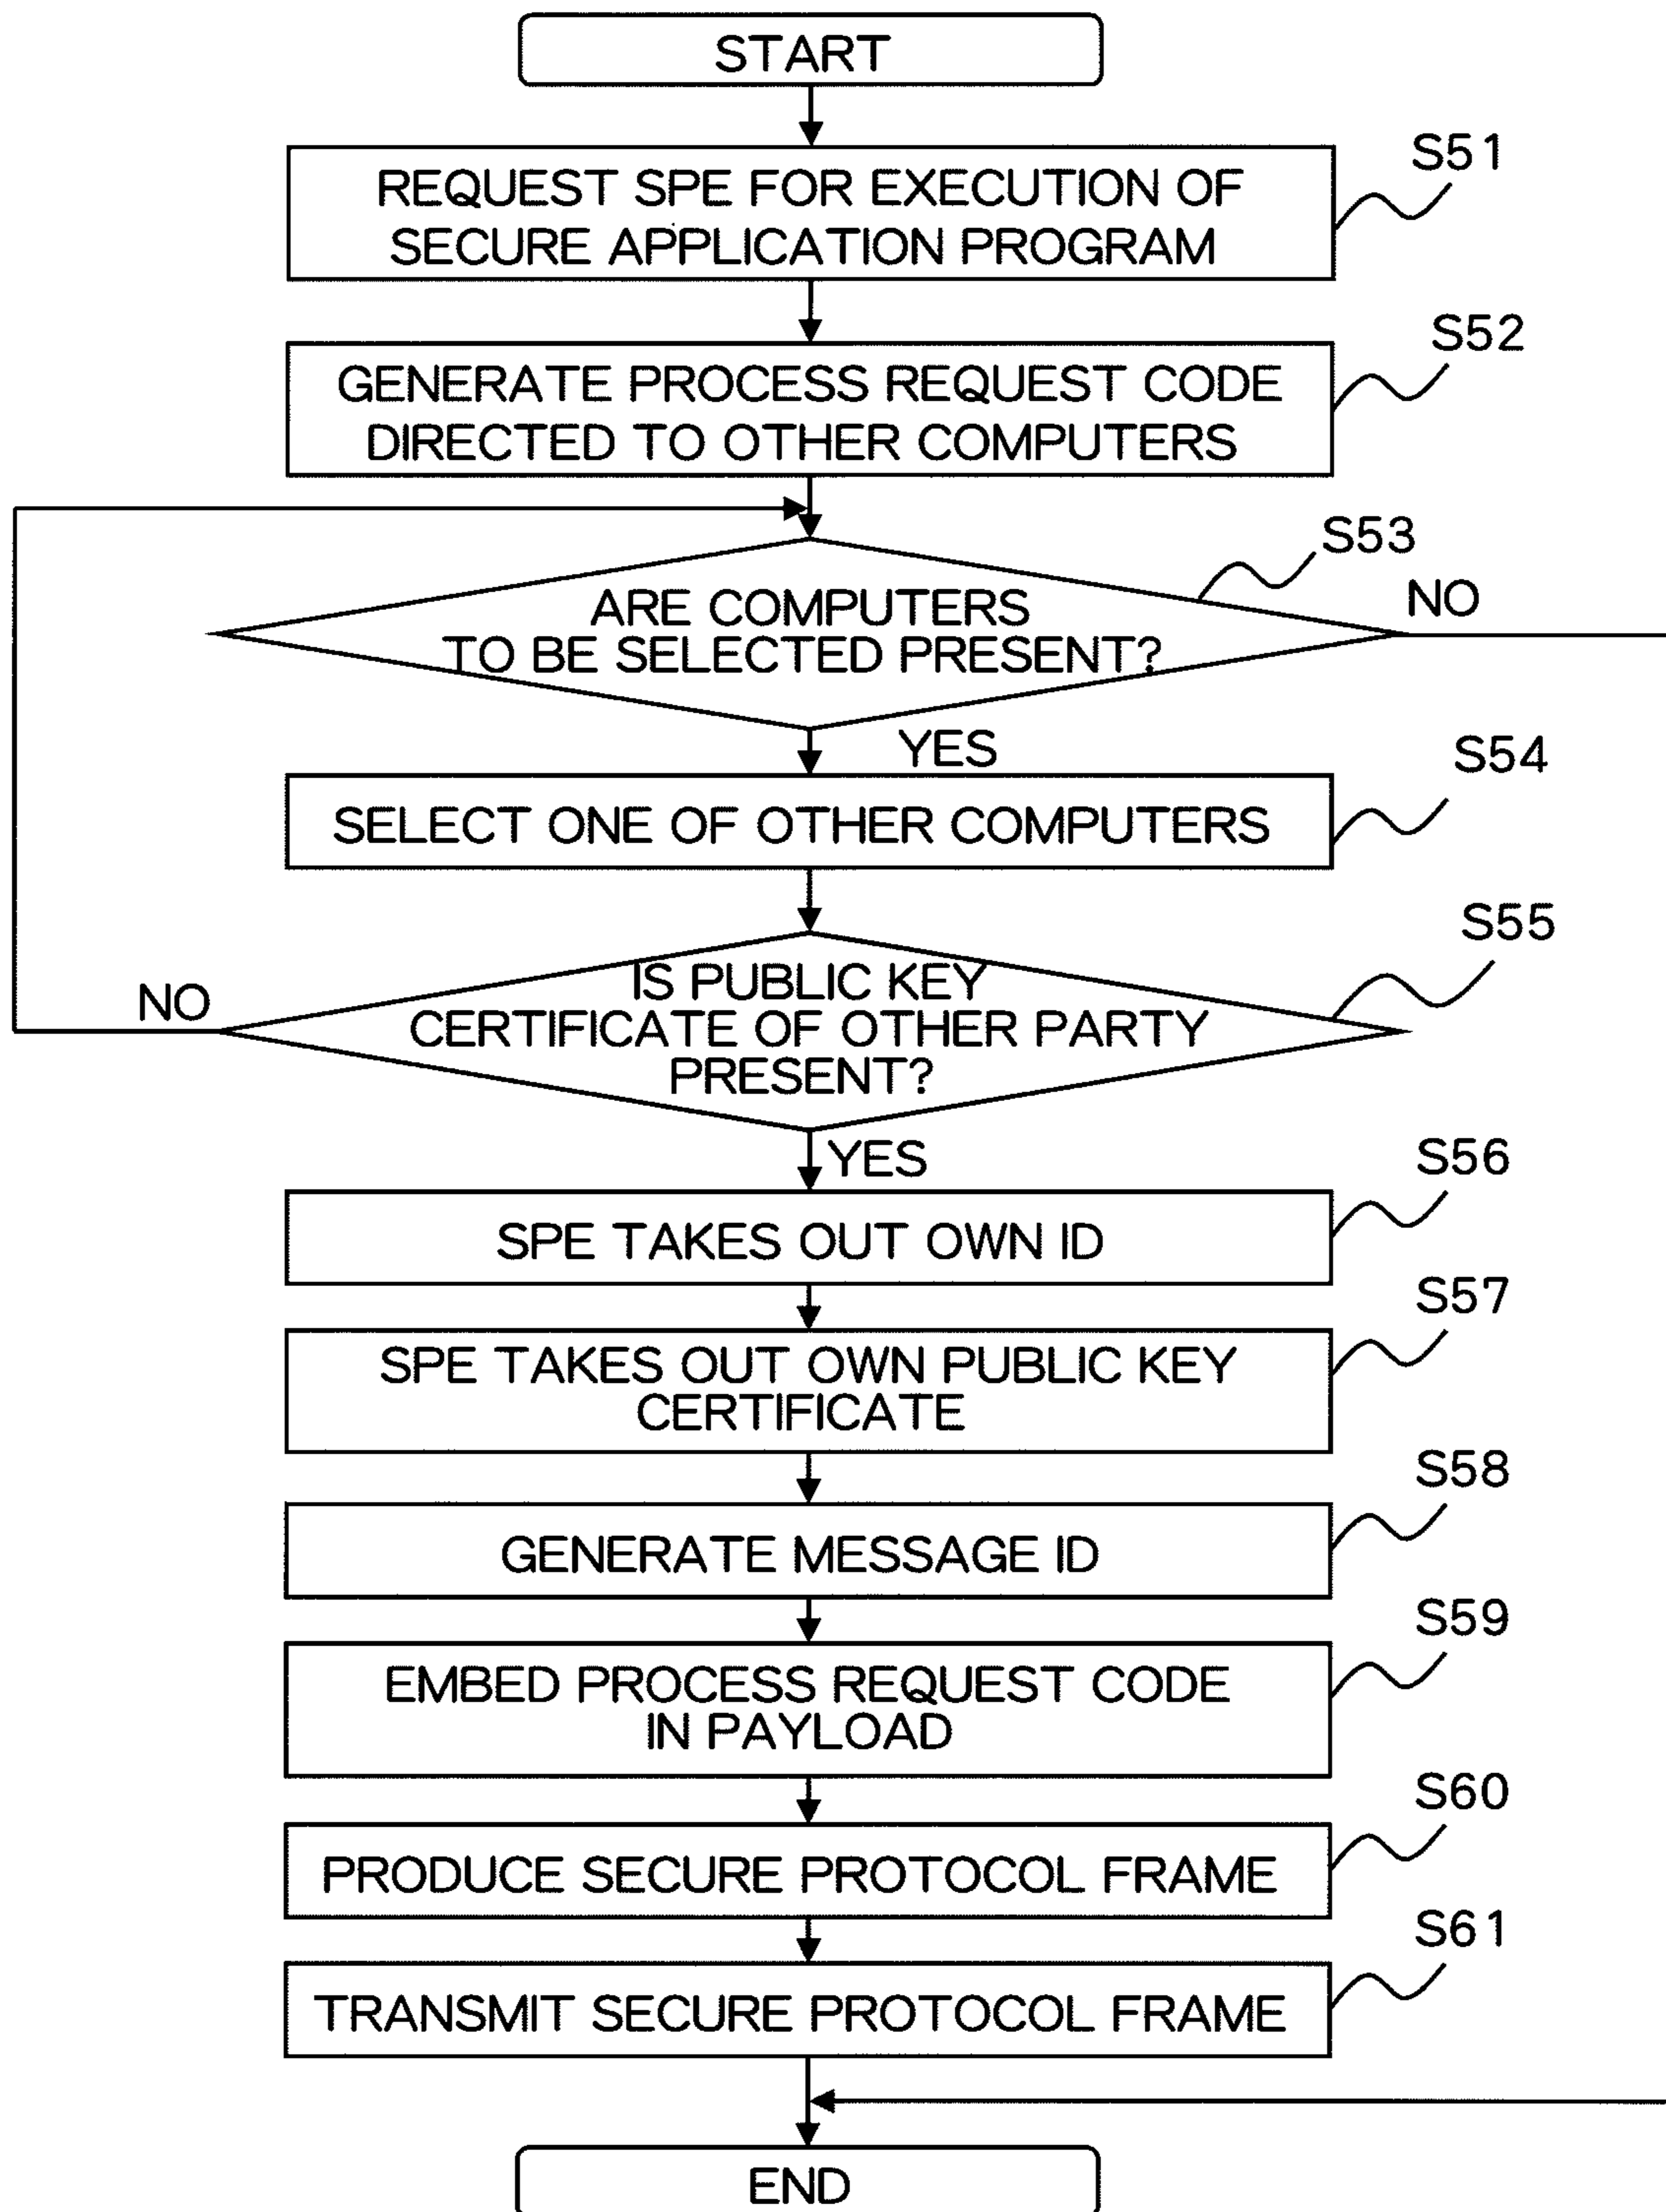 START
S51
REQUEST SPE FOR EXECUTION OF
SECURE APPLICATION PROGRAM
S52
GENERATE PROCESS REQUEST CODE
DIRECTED TO OTHER COMPUTERS
S53
NO
ARE COMPUTERS
TO BE SELECTED PRESENT?
YES
S54
SELECT ONE OF OTHER COMPUTERS
S55
NO
IS PUBLIC KEY
CERTIFICATE OF OTHER PARTY
PRESENT?
YES
S56
SPE TAKES OUT OWN ID
S57
SPE TAKES OUT OWN PUBLIC KEY
CERTIFICATE
S58
GENERATE MESSAGE ID
S59
EMBED PROCESS REQUEST CODE
IN PAYLOAD
S60
PRODUCE SECURE PROTOCOL FRAME
S61
TRANSMIT SECURE PROTOCOL FRAME
END